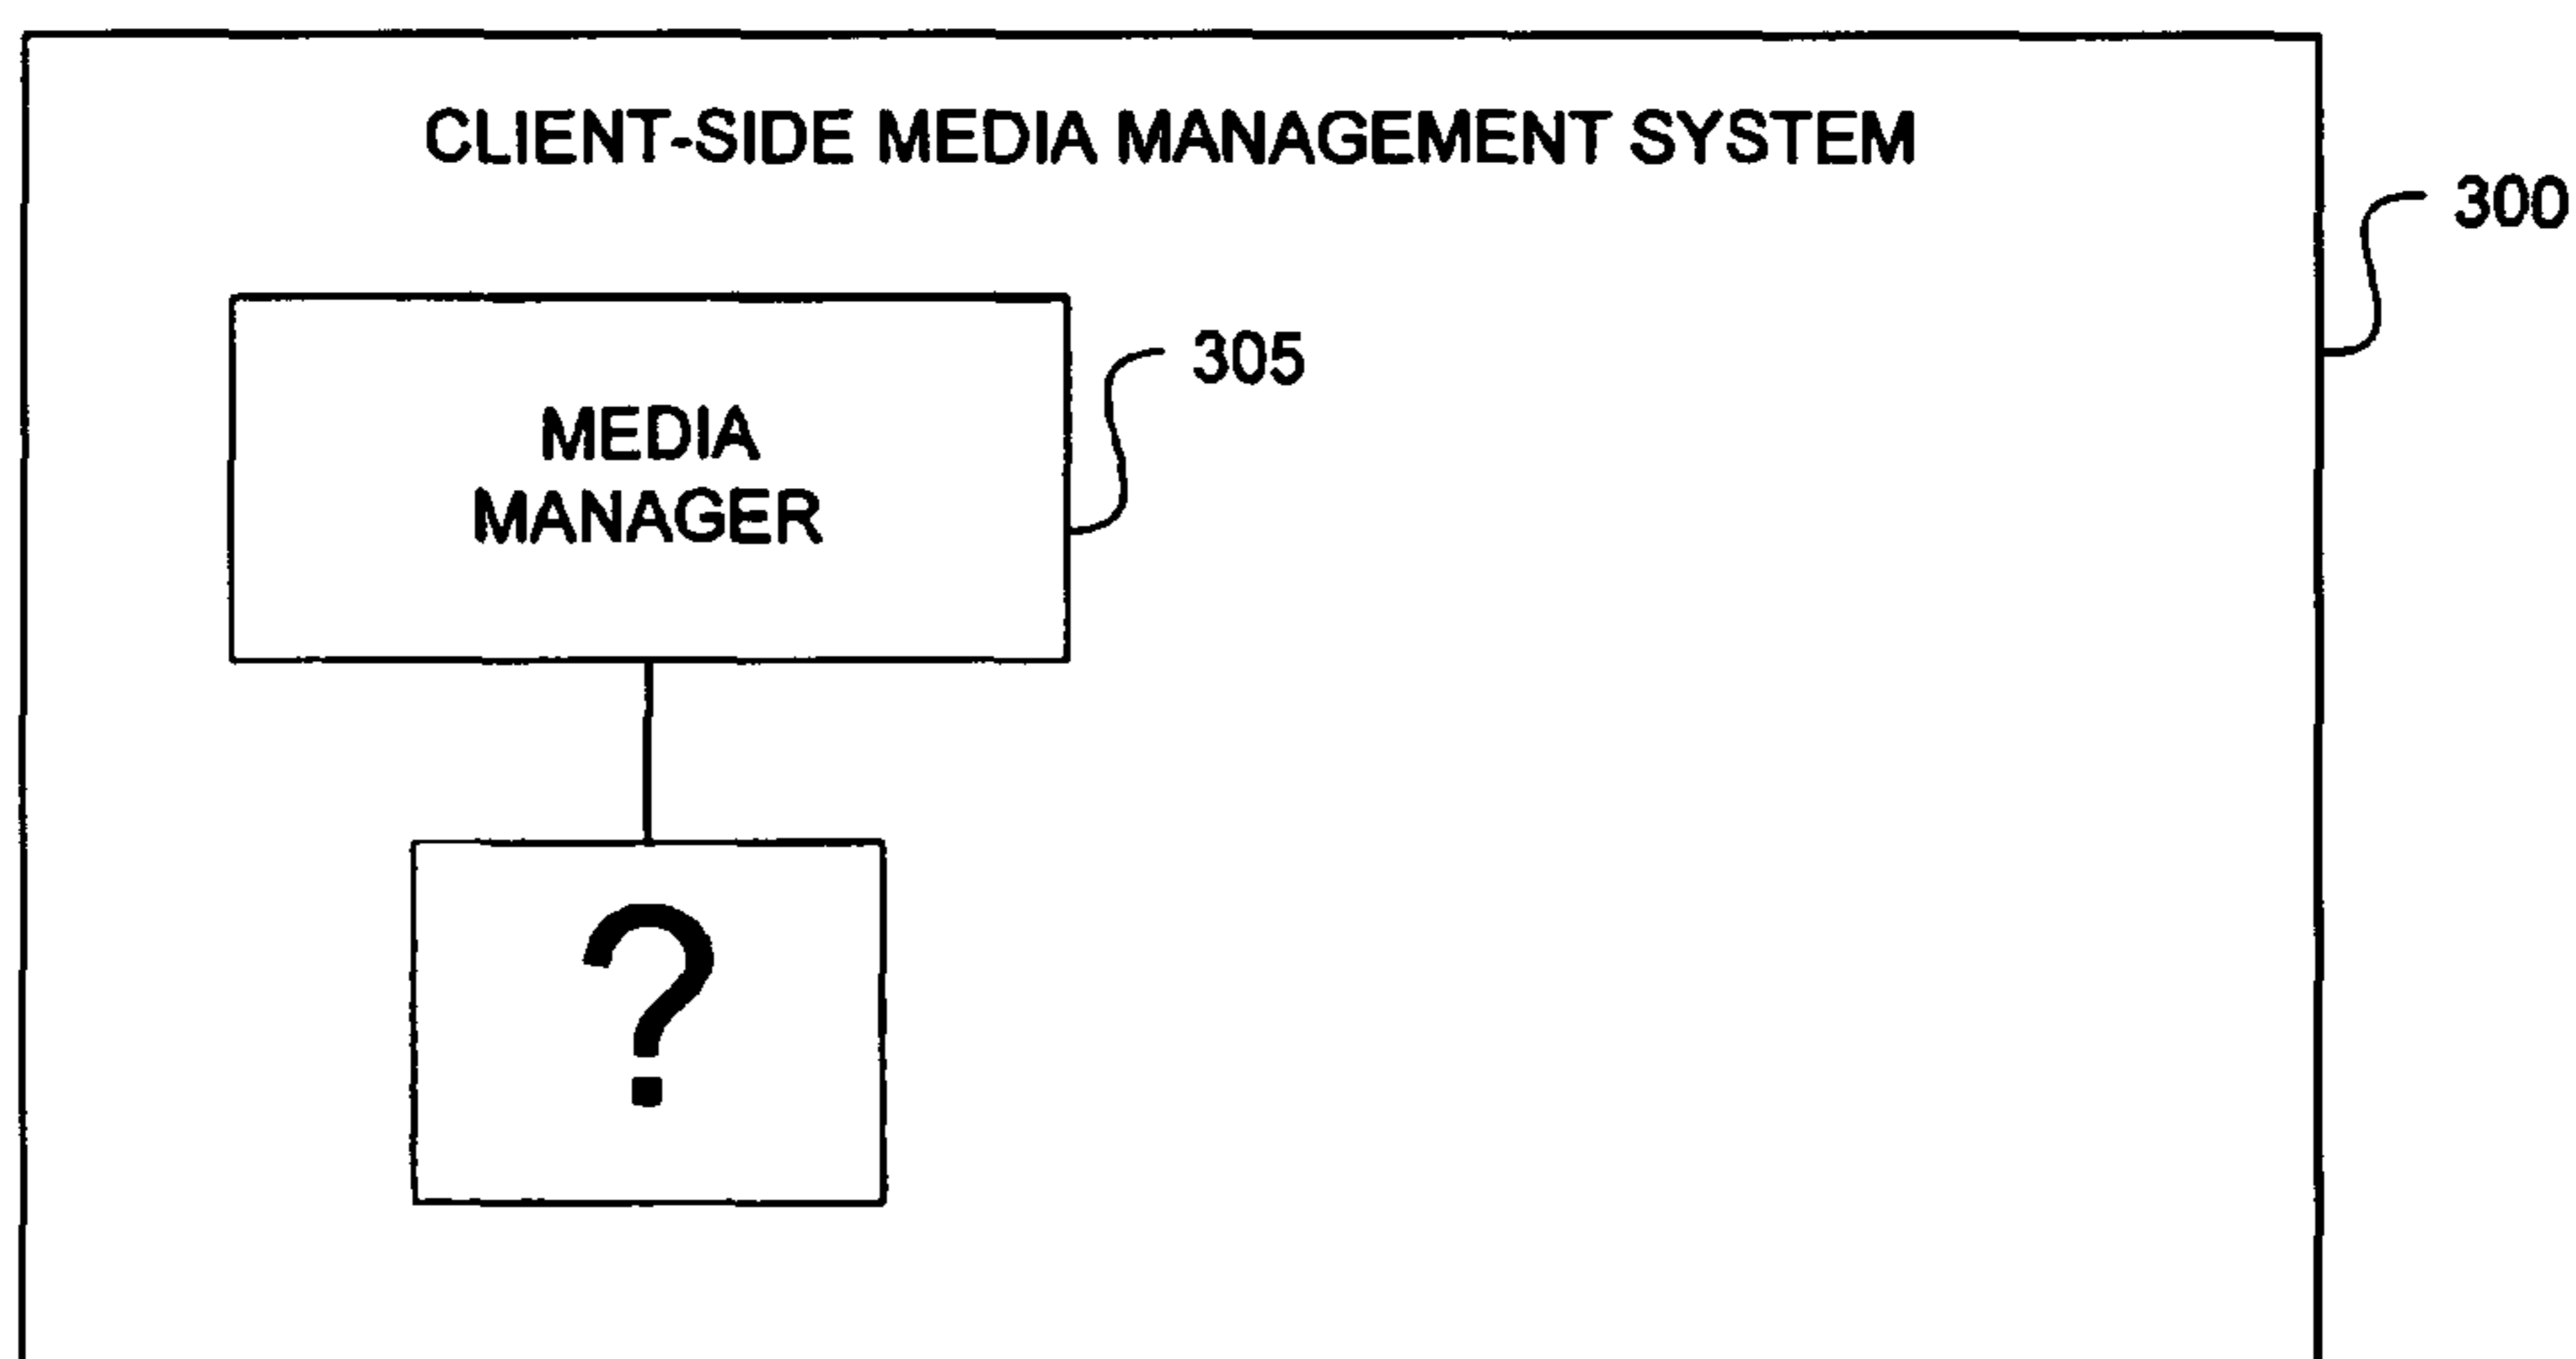 CLIENT-SIDE MEDIA MANAGEMENT SYSTEM
300
305
MEDIA
MANAGER
?